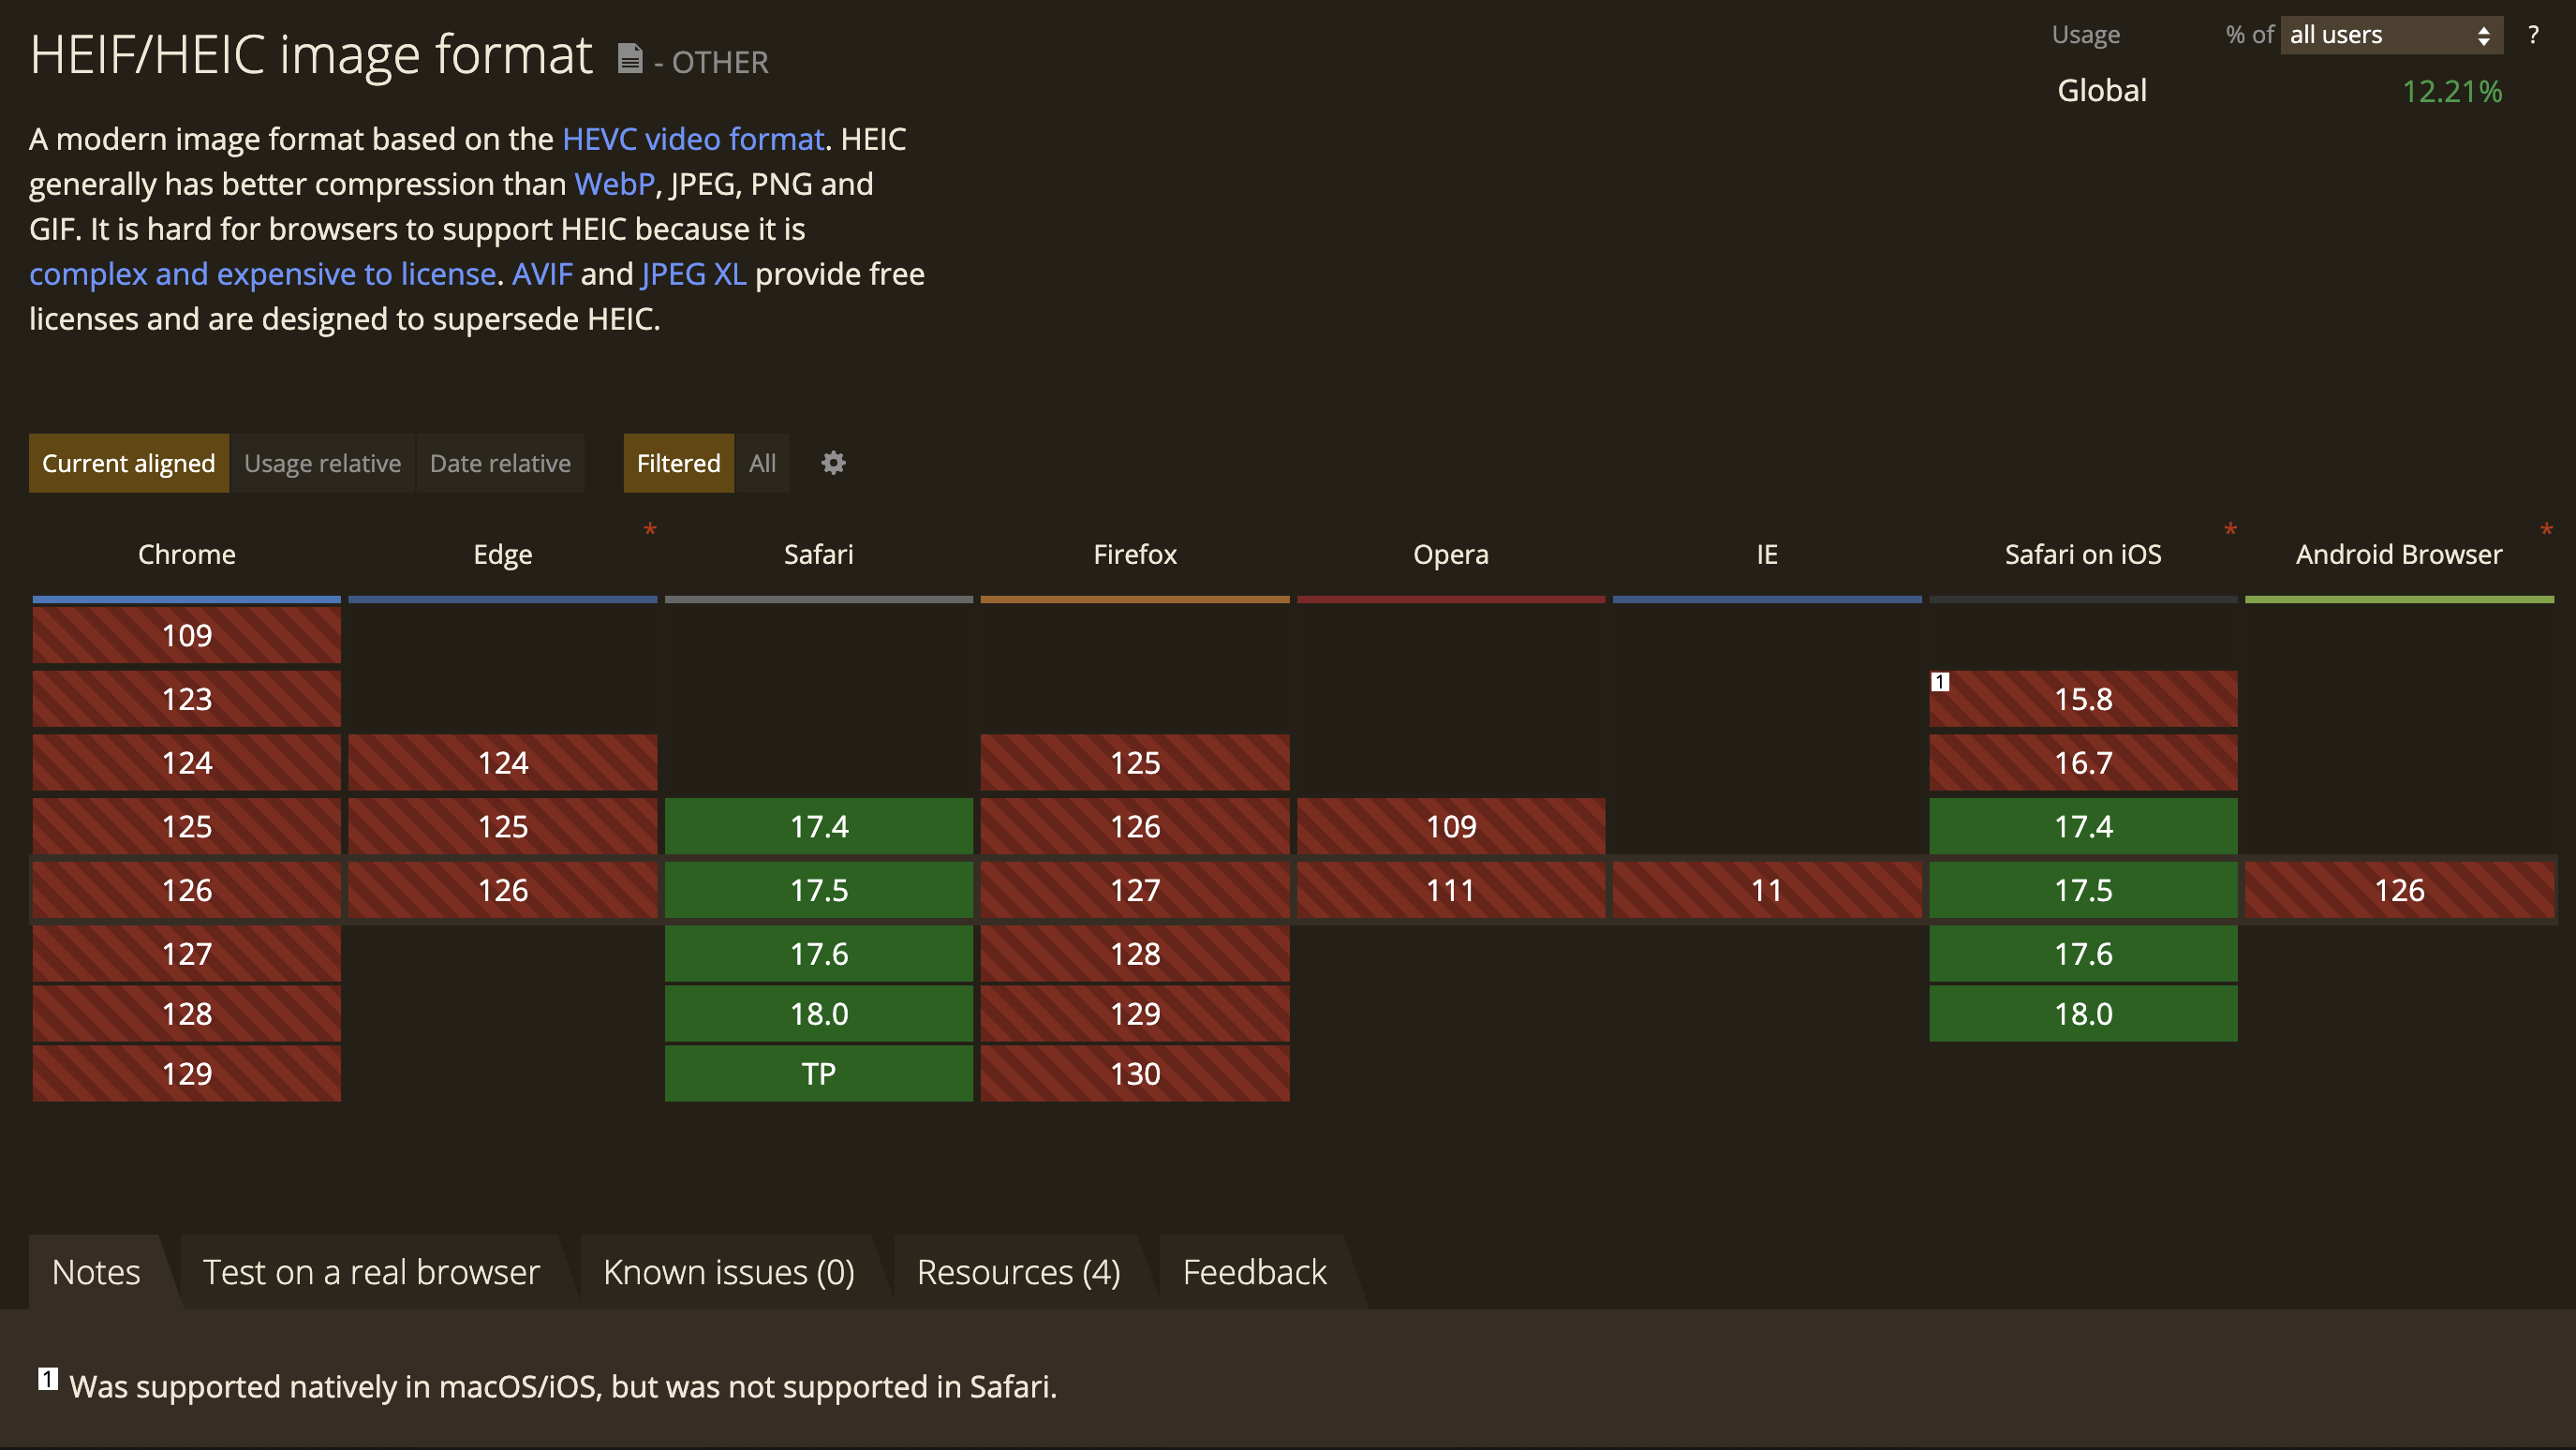 HEIF/HEIC image format - OTHER
Usage % of all users ?
Global 12.21%
A modern image format based on the HEVC video format. HEIC
generally has better compression than WebP, JPEG, PNG and
GIF. It is hard for browsers to support HEIC because it is
complex and expensive to license. AVIF and JPEG XL provide free
licenses and are designed to supersede HEIC.
Current aligned Usage relative Date relative Filtered All
Chrome Edge * Safari Firefox Opera IE Safari on iOS * Android Browser *
109
123 1 15.8
124 124 125 16.7
125 125 17.4 126 109 17.4
126 126 17.5 127 111 11 17.5 126
127 17.6 128 17.6
128 18.0 129 18.0
129 TP 130
Notes Test on a real browser Known issues (0) Resources (4) Feedback
1 Was supported natively in macOS/iOS, but was not supported in Safari.